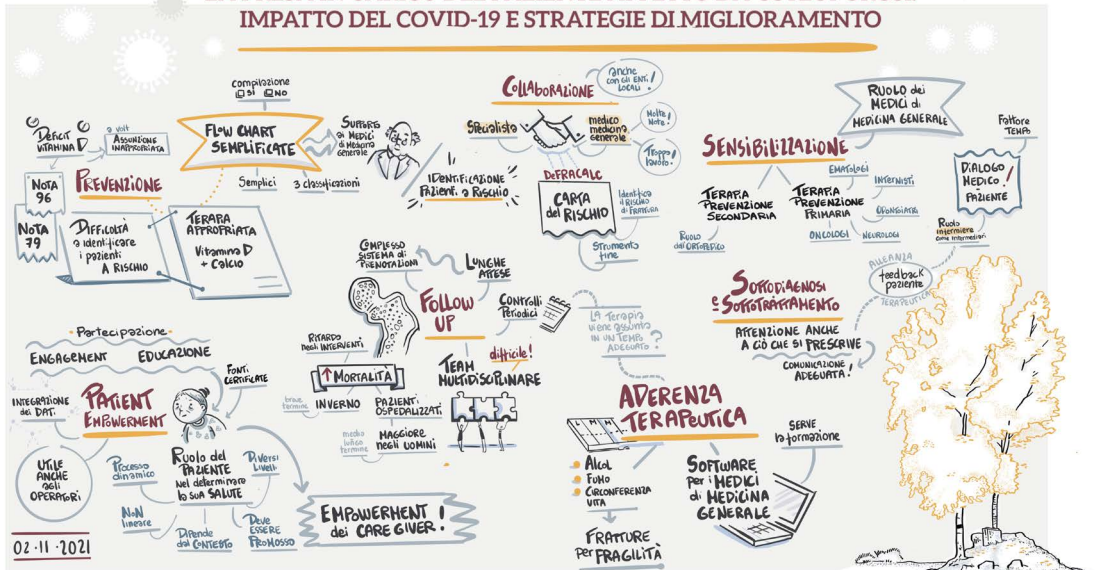 IMPATTO DEL COVID-19 E STRATEGIE DI MIGLIORAMENTO
compilazione
SÌ NO
FLOW CHART
SEMPLIFICATE
Semplici
3 classificazioni
SUPPORTO
ai MEDICI
di Medicina
Generale
DEFICIT
VITAMINA D
a volte
ASSUNZIONE
INAPPROPRIATA
PREVENZIONE
NOTA
96
NOTA
79
DIFFICOLTÀ
a identificare
i pazienti
A RISCHIO
TERAPIA
APPROPRIATA
Vitamina D
+ Calcio
COLLABORAZIONE
anche
con gli ENTI
LOCALI!
Specialista
medico
medicina
generale
Molte
Note!
Troppo
lavoro!
IDENTIFICAZIONE
PAZIENTI a RISCHIO
DeFRACALC
CARTA
del RISCHIO
Identifica
il RISCHIO
di FRATTURA
Strumento
fine
RUOLO dei
MEDICI di
MEDICINA GENERALE
SENSIBILIZZAZIONE
TERAPIA
PREVENZIONE
SECONDARIA
RUOLO
dell'ORTOPEDICO
TERAPIA
PREVENZIONE
PRIMARIA
EMATOLOGI
INTERNISTI
FISIATRI
ONCOLOGI
NEUROLOGI
Fattore
TEMPO
DIALOGO
MEDICO !
PAZIENTE
Ruolo
infermiere
come intermediari
ALLEANZA
feedback
paziente
TERAPEUTICA
SOTTODIAGNOSI
e SOTTOTRATTAMENTO
ATTENZIONE ANCHE
A CIÒ CHE SI PRESCRIVE
COMUNICAZIONE
ADEGUATA!
COMPLESSO
SISTEMA di
PRENOTAZIONI
LUNGHE
ATTESE
FOLLOW
UP
Controlli
Periodici
RITARDO
negli INTERVENTI
↑ MORTALITÀ
breve
termine
INVERNO
PAZIENTI
OSPEDALIZZATI
medio
lungo
termine
MAGGIORE
negli UOMINI
difficile!
TEAM
MULTIDISCIPLINARE
LA TERAPIA
viene assunta
IN UN TEMPO
ADEGUATO?
ADERENZA
TERAPEUTICA
L M M
ALCOL
FUMO
CIRCONFERENZA
VITA
FRATTURE
per FRAGILITÀ
SOFTWARE
per i MEDICI
di MEDICINA
GENERALE
SERVE
la formazione
Partecipazione
ENGAGEMENT
EDUCAZIONE
FONTI
CERTIFICATE
INTEGRAZIONE
dei DATI
PATIENT
EMPOWERMENT
UTILE
ANCHE
agli
OPERATORI
Ruolo del
PAZIENTE
nel determinare
la sua SALUTE
Processo
dinamico
NON
lineare
Dipende
dal CONTESTO
Diversi
Livelli
Deve
ESSERE
PROMOSSO
EMPOWERMENT !
dei CARE GIVER!
02·11·2021